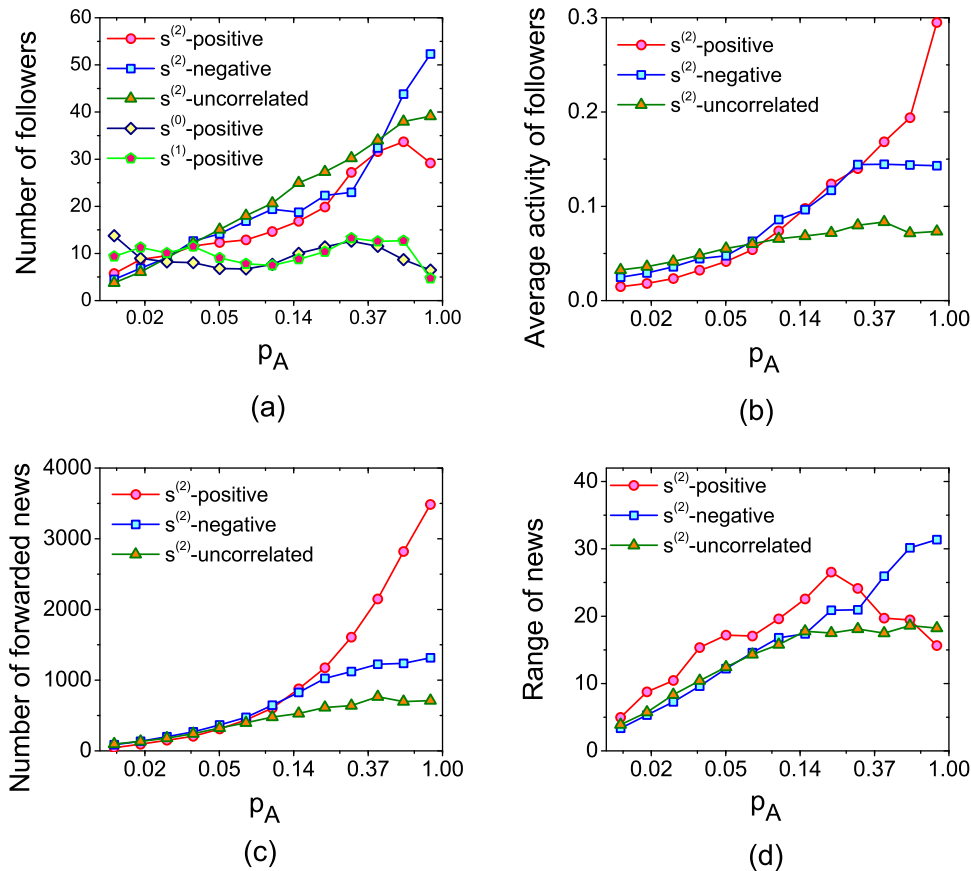 60
50
40
30
20
10
0
Number of followers
s(2)-positive
s(2)-negative
s(2)-uncorrelated
s(0)-positive
s(1)-positive
0.02 0.05 0.14 0.37 1.00
pA
(a)
0.3
0.2
0.1
0.0
Average activity of followers
s(2)-positive
s(2)-negative
s(2)-uncorrelated
0.02 0.05 0.14 0.37 1.00
pA
(b)
4000
3000
2000
1000
0
Number of forwarded news
s(2)-positive
s(2)-negative
s(2)-uncorrelated
0.02 0.05 0.14 0.37 1.00
pA
(c)
40
30
20
10
0
Range of news
s(2)-positive
s(2)-negative
s(2)-uncorrelated
0.02 0.05 0.14 0.37 1.00
pA
(d)